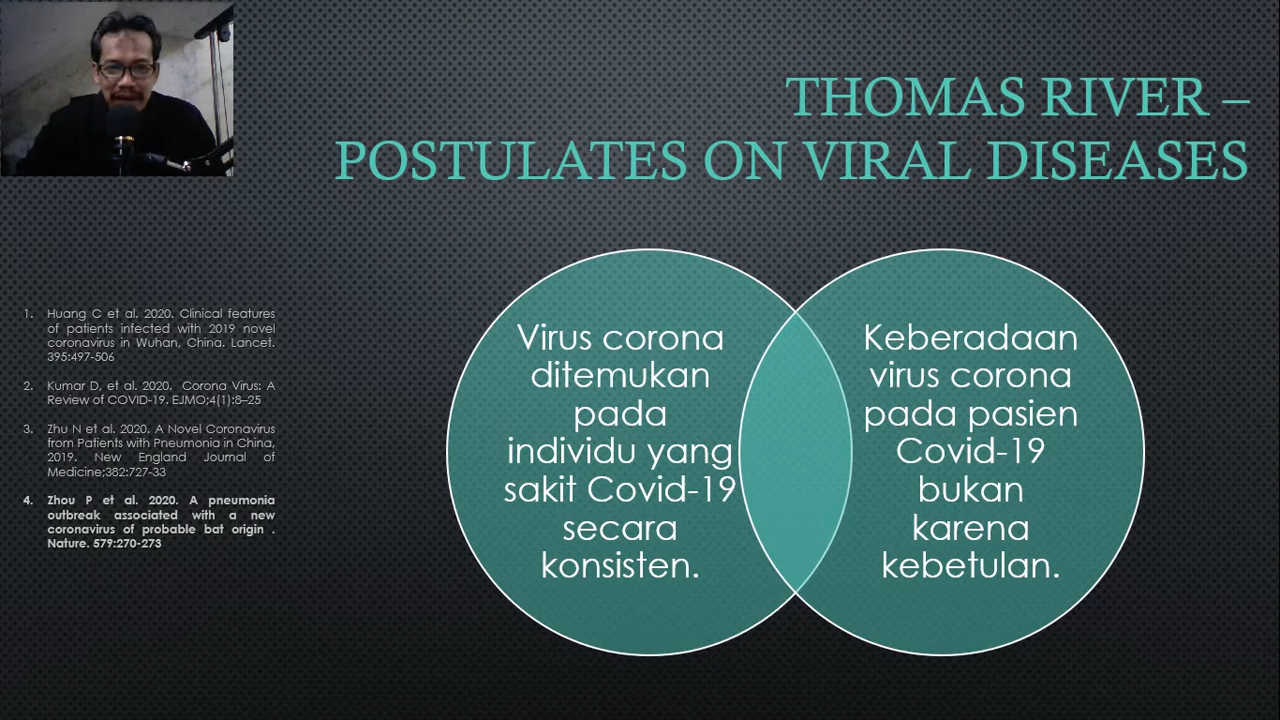 THOMAS RIVER –
POSTULATES ON VIRAL DISEASES
1. Huang C et al. 2020. Clinical features
of patients infected with 2019 novel
coronavirus in Wuhan, China. Lancet.
395:497-506
2. Kumar D, et al. 2020. Corona Virus: A
Review of COVID-19. EJMO;4(1):8–25
3. Zhu N et al. 2020. A Novel Coronavirus
from Patients with Pneumonia in China,
2019. New England Journal of
Medicine;382:727-33
4. Zhou P et al. 2020. A pneumonia
outbreak associated with a new
coronavirus of probable bat origin .
Nature. 579:270-273
Virus corona
ditemukan
pada
individu yang
sakit Covid-19
secara
konsisten.
Keberadaan
virus corona
pada pasien
Covid-19
bukan
karena
kebetulan.